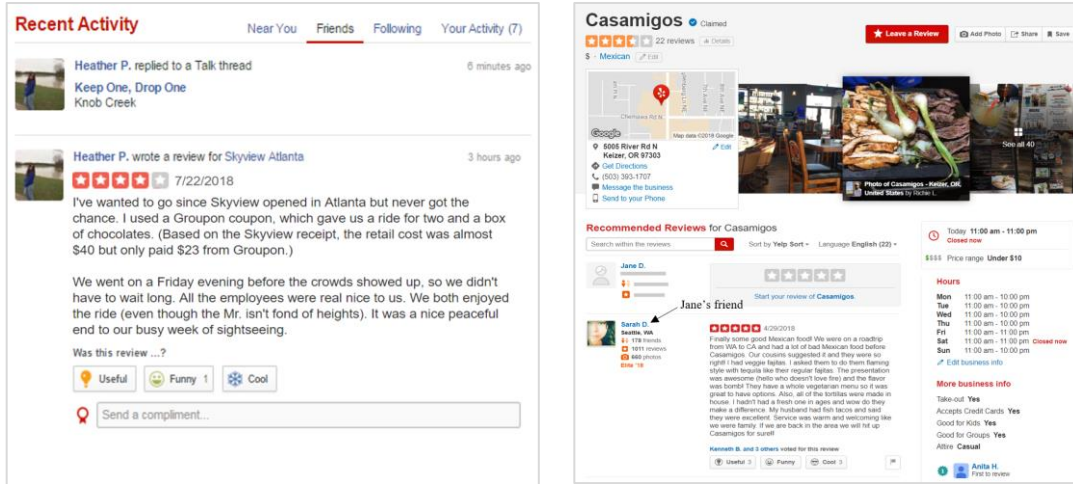 Recent Activity
Near You Friends Following Your Activity (7)
Heather P. replied to a Talk thread 6 minutes ago
Keep One, Drop One
Knob Creek
Heather P. wrote a review for Skyview Atlanta 3 hours ago
7/22/2018
I've wanted to go since Skyview opened in Atlanta but never got the
chance. I used a Groupon coupon, which gave us a ride for two and a box
of chocolates. (Based on the Skyview receipt, the retail cost was almost
$40 but only paid $23 from Groupon.)
We went on a Friday evening before the crowds showed up, so we didn't
have to wait long. All the employees were real nice to us. We both enjoyed
the ride (even though the Mr. isn't fond of heights). It was a nice peaceful
end to our busy week of sightseeing.
Was this review ...?
Useful Funny 1 Cool
Send a compliment...
Casamigos Claimed
22 reviews Details
$ · Mexican Edit
Leave a Review Add Photo Share Save
Chemawa Rd N
Google Map data ©2018 Google
5005 River Rd N Edit
Keizer, OR 97303
Get Directions
(503) 393-1707
Message the business
Send to your Phone
Photo of Casamigos - Keizer, OR,
United States by Richie L.
See all 40
Recommended Reviews for Casamigos
Search within the reviews Sort by Yelp Sort Language English (22)
Jane D.
Start your review of Casamigos.
Jane's friend
Sarah D.
Seattle, WA
178 friends
1011 reviews
660 photos
Elite '18
4/29/2018
Finally some good Mexican food! We were on a roadtrip
from WA to CA and had a lot of bad Mexican food before
Casamigos. Our cousins suggested it and they were so
right! I had veggie fajitas. I asked them to do them flaming
style with tequila like their regular fajitas. The presentation
was awesome (hello who doesn't love fire) and the flavor
was bomb! They have a whole vegetarian menu so it was
great to have options. Also, all of the tortillas were made in
house. I hadn't had a fresh one in ages and wow do they
make a difference. My husband had fish tacos and said
they were excellent. Service was warm and welcoming like
we were family. If we are back in the area we will hit up
Casamigos for sure!!
Kenneth B. and 3 others voted for this review
Useful 3 Funny Cool 3
Today 11:00 am - 11:00 pm
Closed now
$$$$ Price range Under $10
Hours
Mon 11:00 am - 10:00 pm
Tue 11:00 am - 10:00 pm
Wed 11:00 am - 10:00 pm
Thu 11:00 am - 10:00 pm
Fri 11:00 am - 11:00 pm
Sat 11:00 am - 11:00 pm Closed now
Sun 11:00 am - 10:00 pm
Edit business info
More business info
Take-out Yes
Accepts Credit Cards Yes
Good for Kids Yes
Good for Groups Yes
Attire Casual
1 Anita H.
First to review